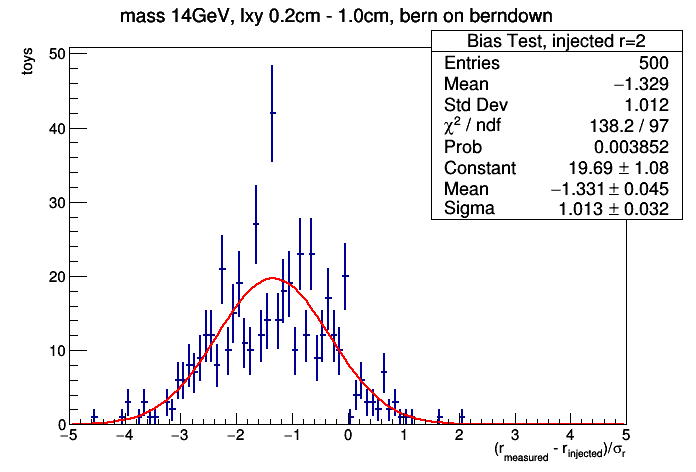 mass 14GeV, lxy 0.2cm - 1.0cm, bern on berndown
Bias Test, injected r=2
Entries 500
Mean −1.329
Std Dev 1.012
χ² / ndf 138.2 / 97
Prob 0.003852
Constant 19.69 ± 1.08
Mean −1.331 ± 0.045
Sigma 1.013 ± 0.032
toys
50
40
30
20
10
0
−5 −4 −3 −2 −1 0 1 2 3 4 5
(r_measured - r_injected)/σ_r